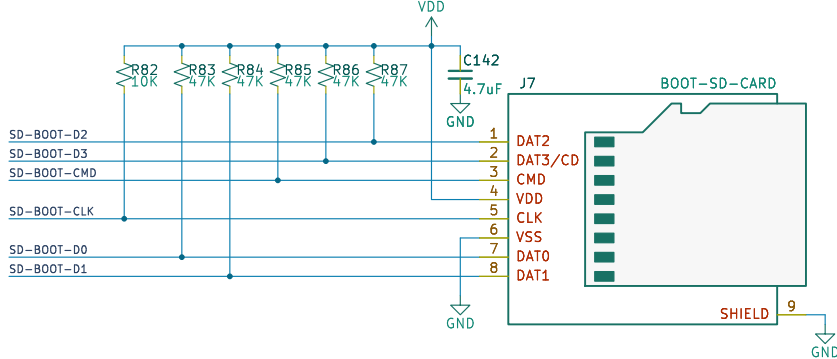 VDD
R82 R83 R84 R85 R86 R87 C142
10K 47K 47K 47K 47K 47K 4.7uF
J7 BOOT-SD-CARD
GND
SD-BOOT-D2 1 DAT2
SD-BOOT-D3 2 DAT3/CD
SD-BOOT-CMD 3 CMD
4 VDD
SD-BOOT-CLK 5 CLK
6 VSS
SD-BOOT-D0 7 DAT0
SD-BOOT-D1 8 DAT1
SHIELD 9
GND
GND